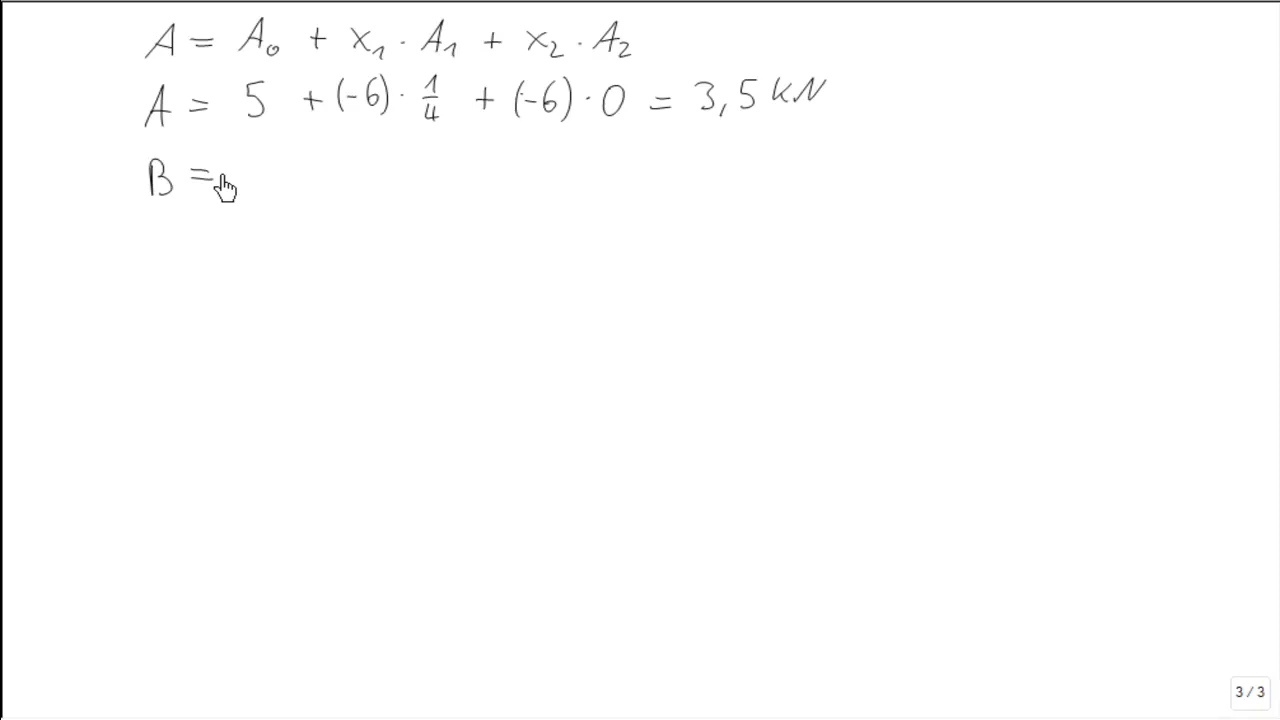 A = A₀ + x₁ · A₁ + x₂ · A₂
A = 5 + (-6) · 1/4 + (-6) · 0 = 3,5 kN
B =
3 / 3